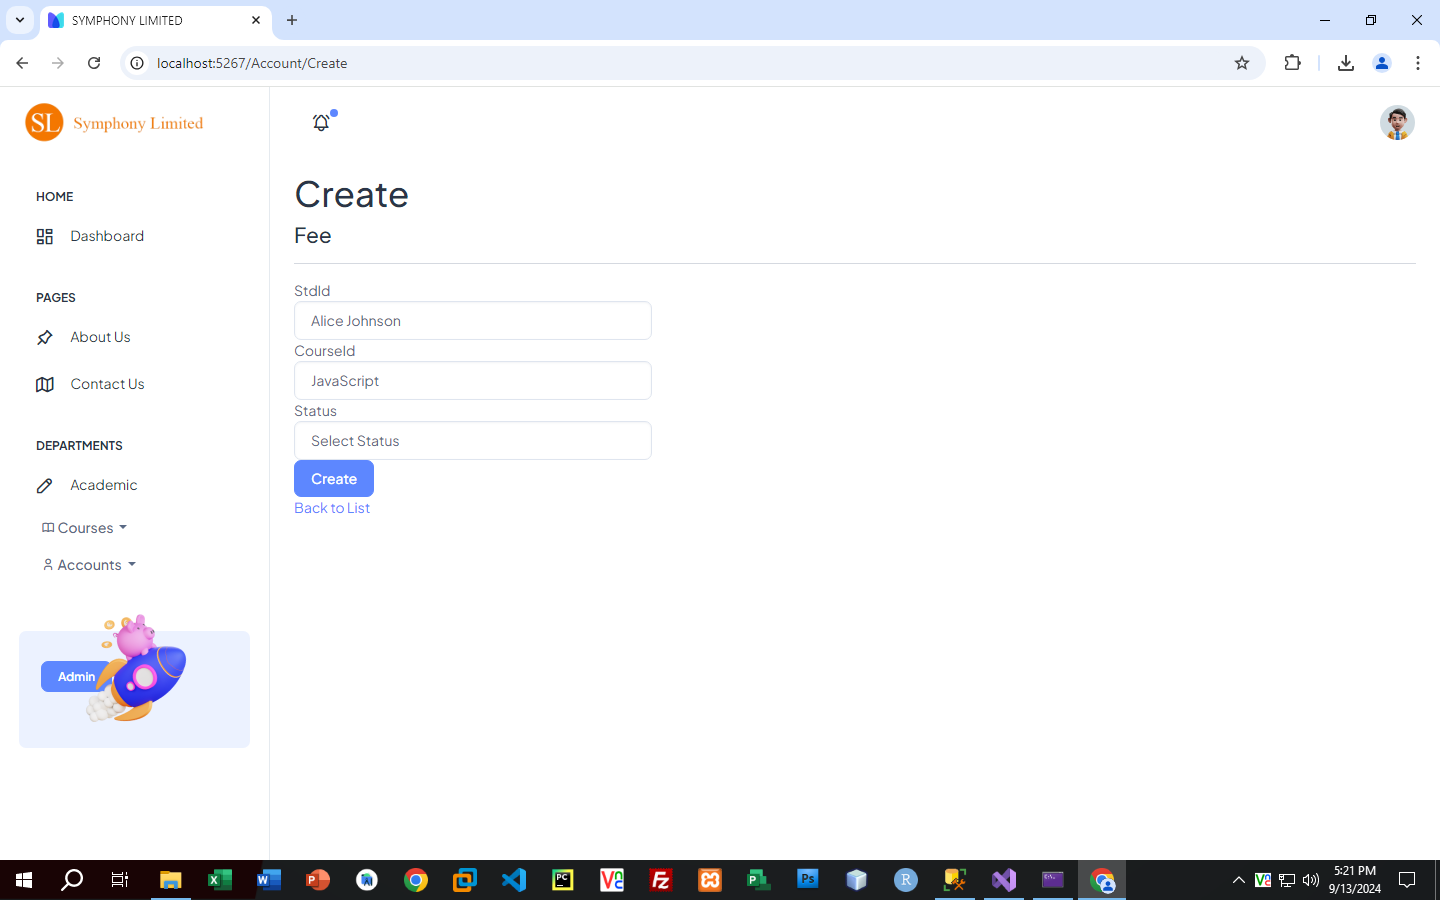 SYMPHONY LIMITED
localhost:5267/Account/Create
SL Symphony Limited
HOME
Dashboard
PAGES
About Us
Contact Us
DEPARTMENTS
Academic
Courses
Accounts
Admin
Create
Fee
StdId
Alice Johnson
CourseId
JavaScript
Status
Select Status
Create
Back to List
5:21 PM
9/13/2024